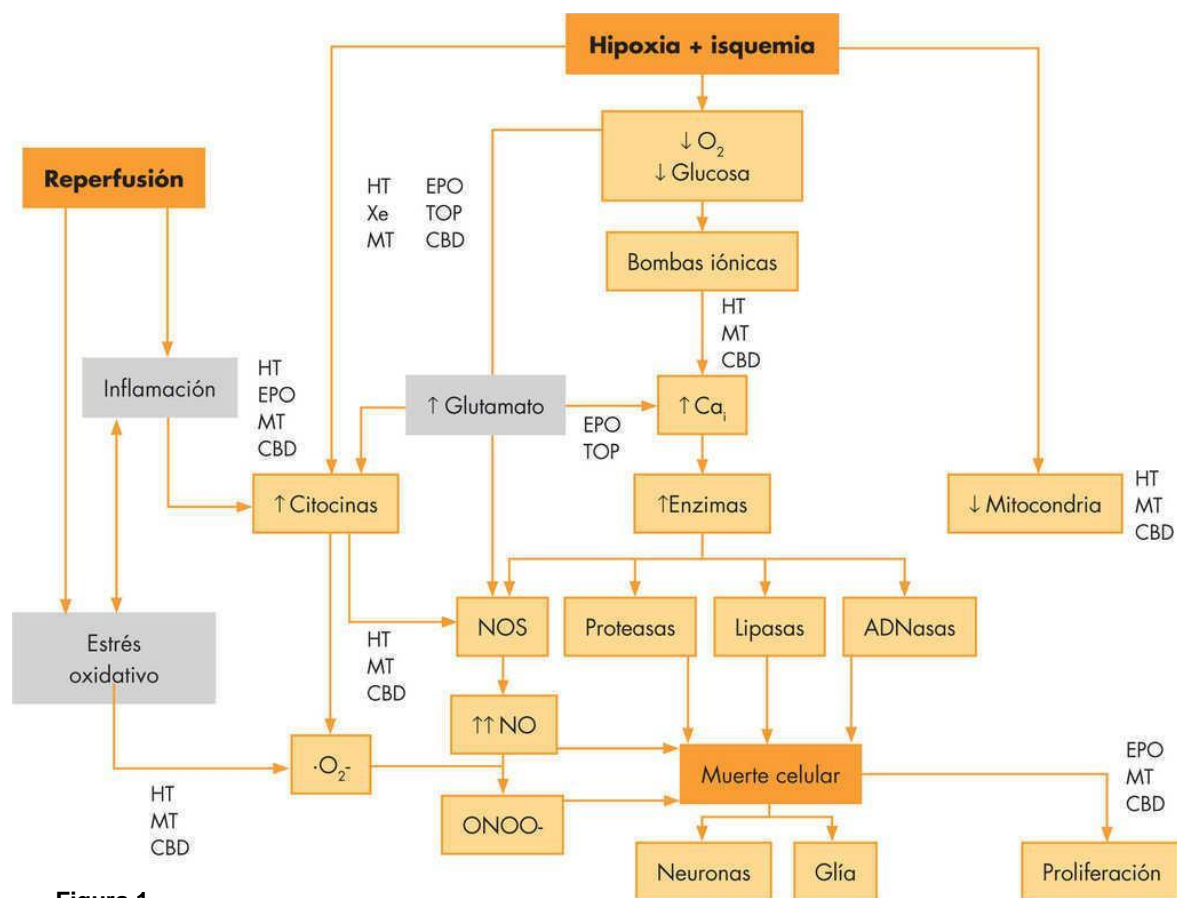 Hipoxia + isquemia
↓ O2
↓ Glucosa
Reperfusión
HT EPO
Xe TOP
MT CBD
Bombas iónicas
HT
MT
CBD
Inflamación
HT
EPO
MT
CBD
↑ Glutamato
EPO
TOP
↑ Cai
↑ Citocinas
↑Enzimas
↓ Mitocondria
HT
MT
CBD
Estrés
oxidativo
HT
MT
CBD
NOS
Proteasas
Lipasas
ADNasas
↑↑ NO
·O2-
HT
MT
CBD
Muerte celular
EPO
MT
CBD
ONOO-
Neuronas
Glía
Proliferación
Figura 1